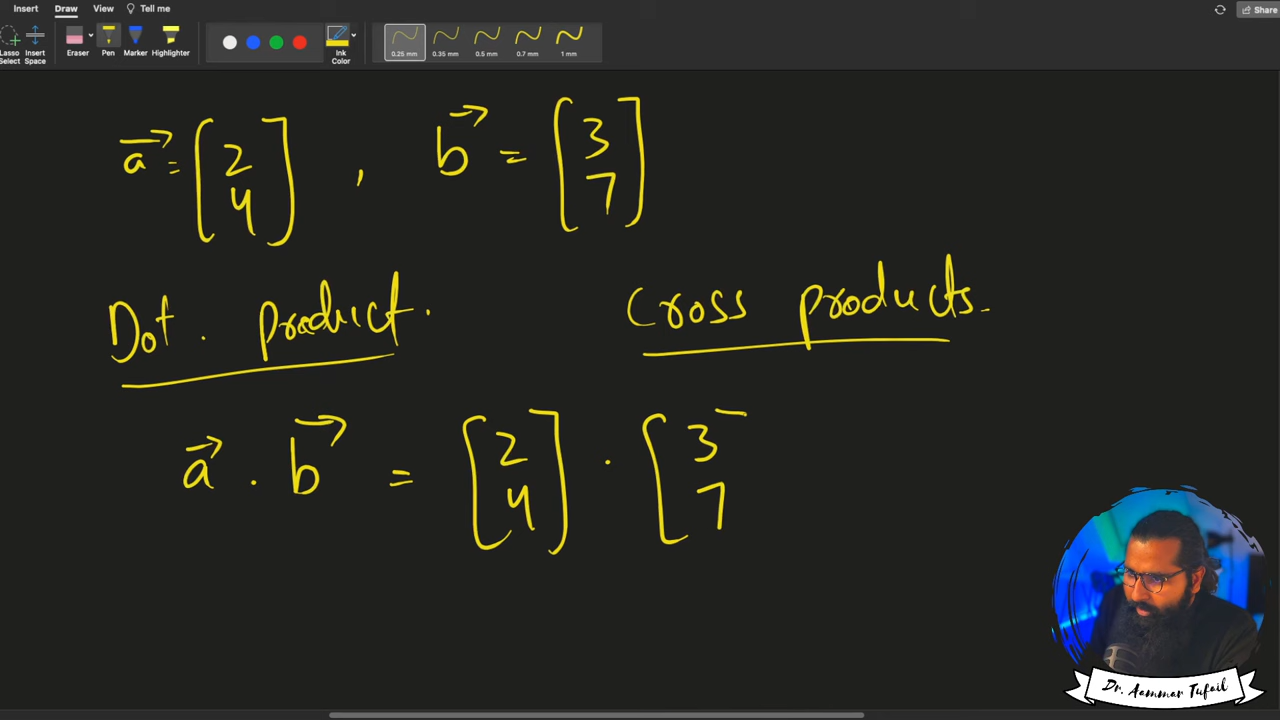 Insert Draw View Tell me Share
Lasso Select Insert Space Eraser Pen Marker Highlighter Ink Color 0.25 mm 0.35 mm 0.5 mm 0.7 mm 1 mm
a⃗ = [2 4] , b⃗ = [3 7]
Dot . product . Cross products.
a⃗ . b⃗ = [2 4] . [3 7
Dr. Aammar Tufail